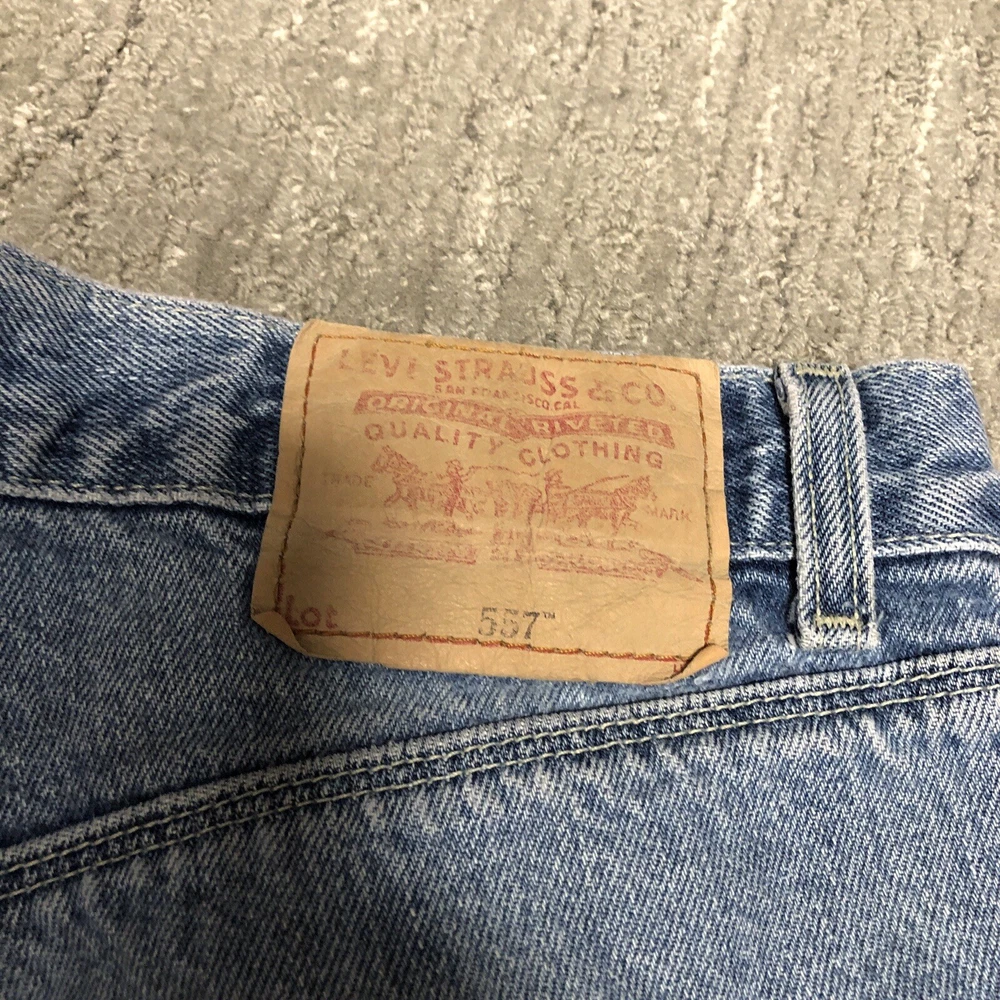 LEVI STRAUSS & CO.
SAN FRANCISCO CAL
ORIGINAL RIVETED
QUALITY CLOTHING
TRADE MARK
Lot 557™